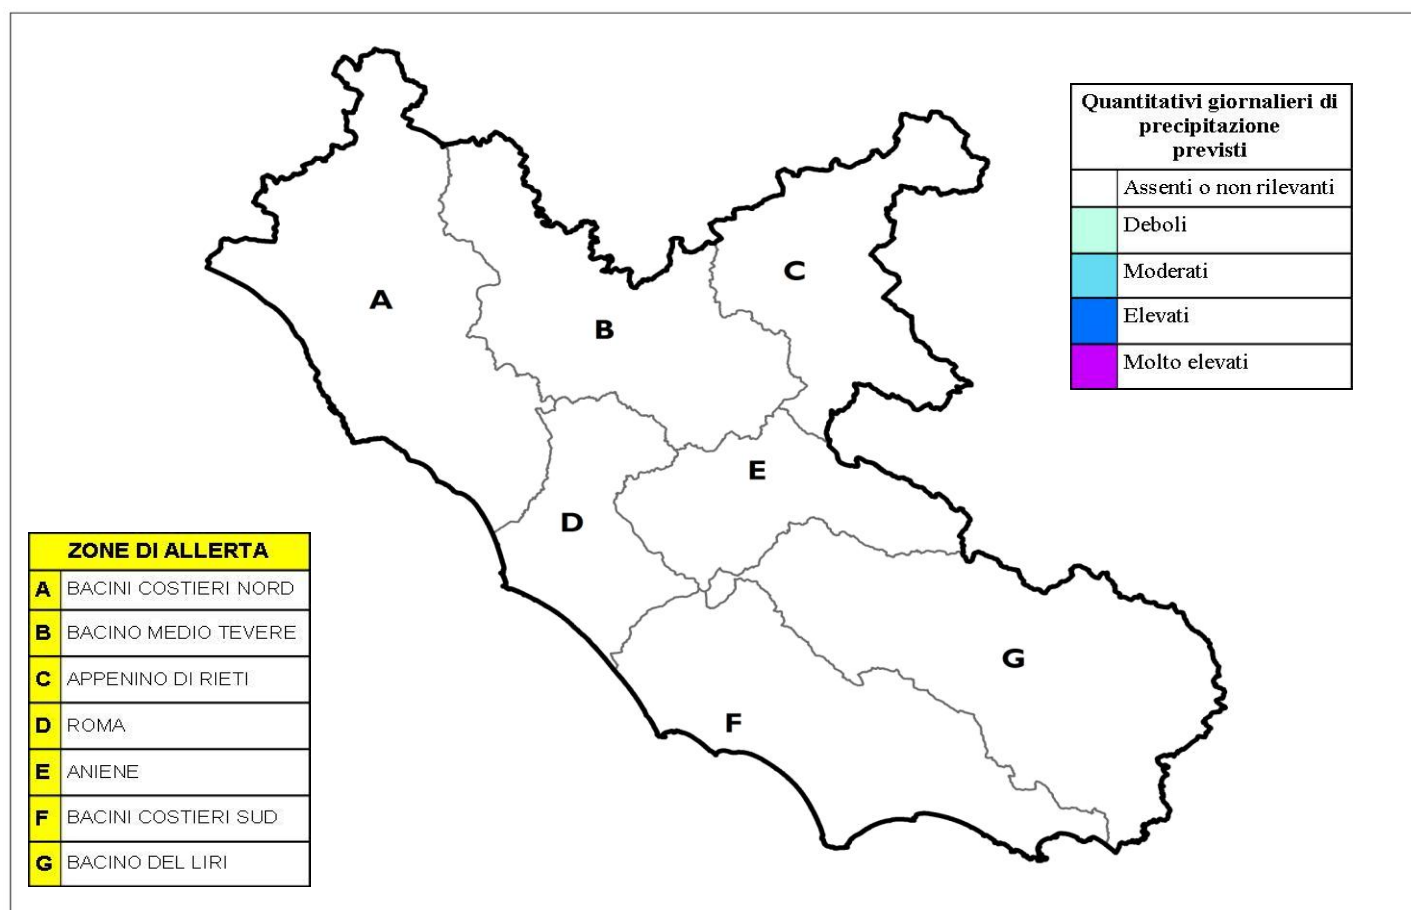 Quantitativi giornalieri di
precipitazione
previsti
Assenti o non rilevanti
Deboli
Moderati
Elevati
Molto elevati
A
B
C
D
E
F
G
ZONE DI ALLERTA
A BACINI COSTIERI NORD
B BACINO MEDIO TEVERE
C APPENINO DI RIETI
D ROMA
E ANIENE
F BACINI COSTIERI SUD
G BACINO DEL LIRI